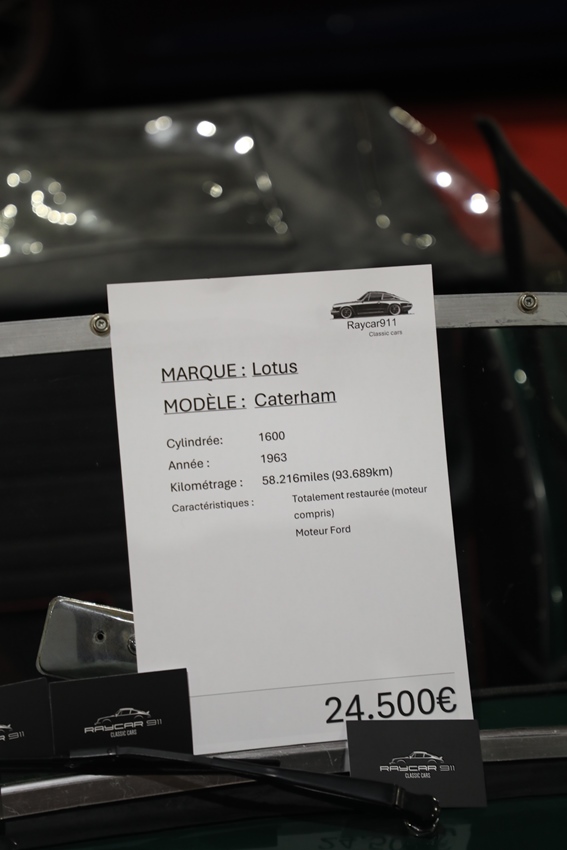 Raycar911
Classic cars
MARQUE : Lotus
MODÈLE : Caterham
Cylindrée: 1600
Année : 1963
Kilométrage : 58.216miles (93.689km)
Caractéristiques : Totalement restaurée (moteur
compris)
Moteur Ford
24.500€
RAYCAR 911
CLASSIC CARS
RAYCAR 911
CLASSIC CARS
911